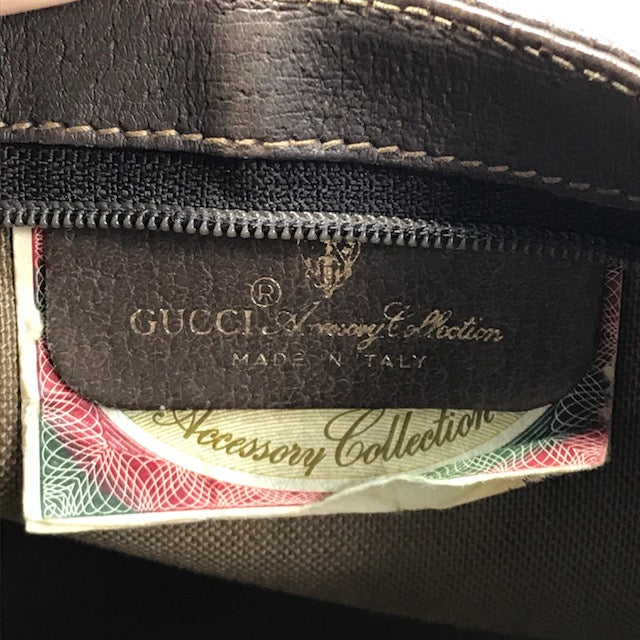 ®
GUCCI Accessory Collection
MADE IN ITALY
Accessory Collection